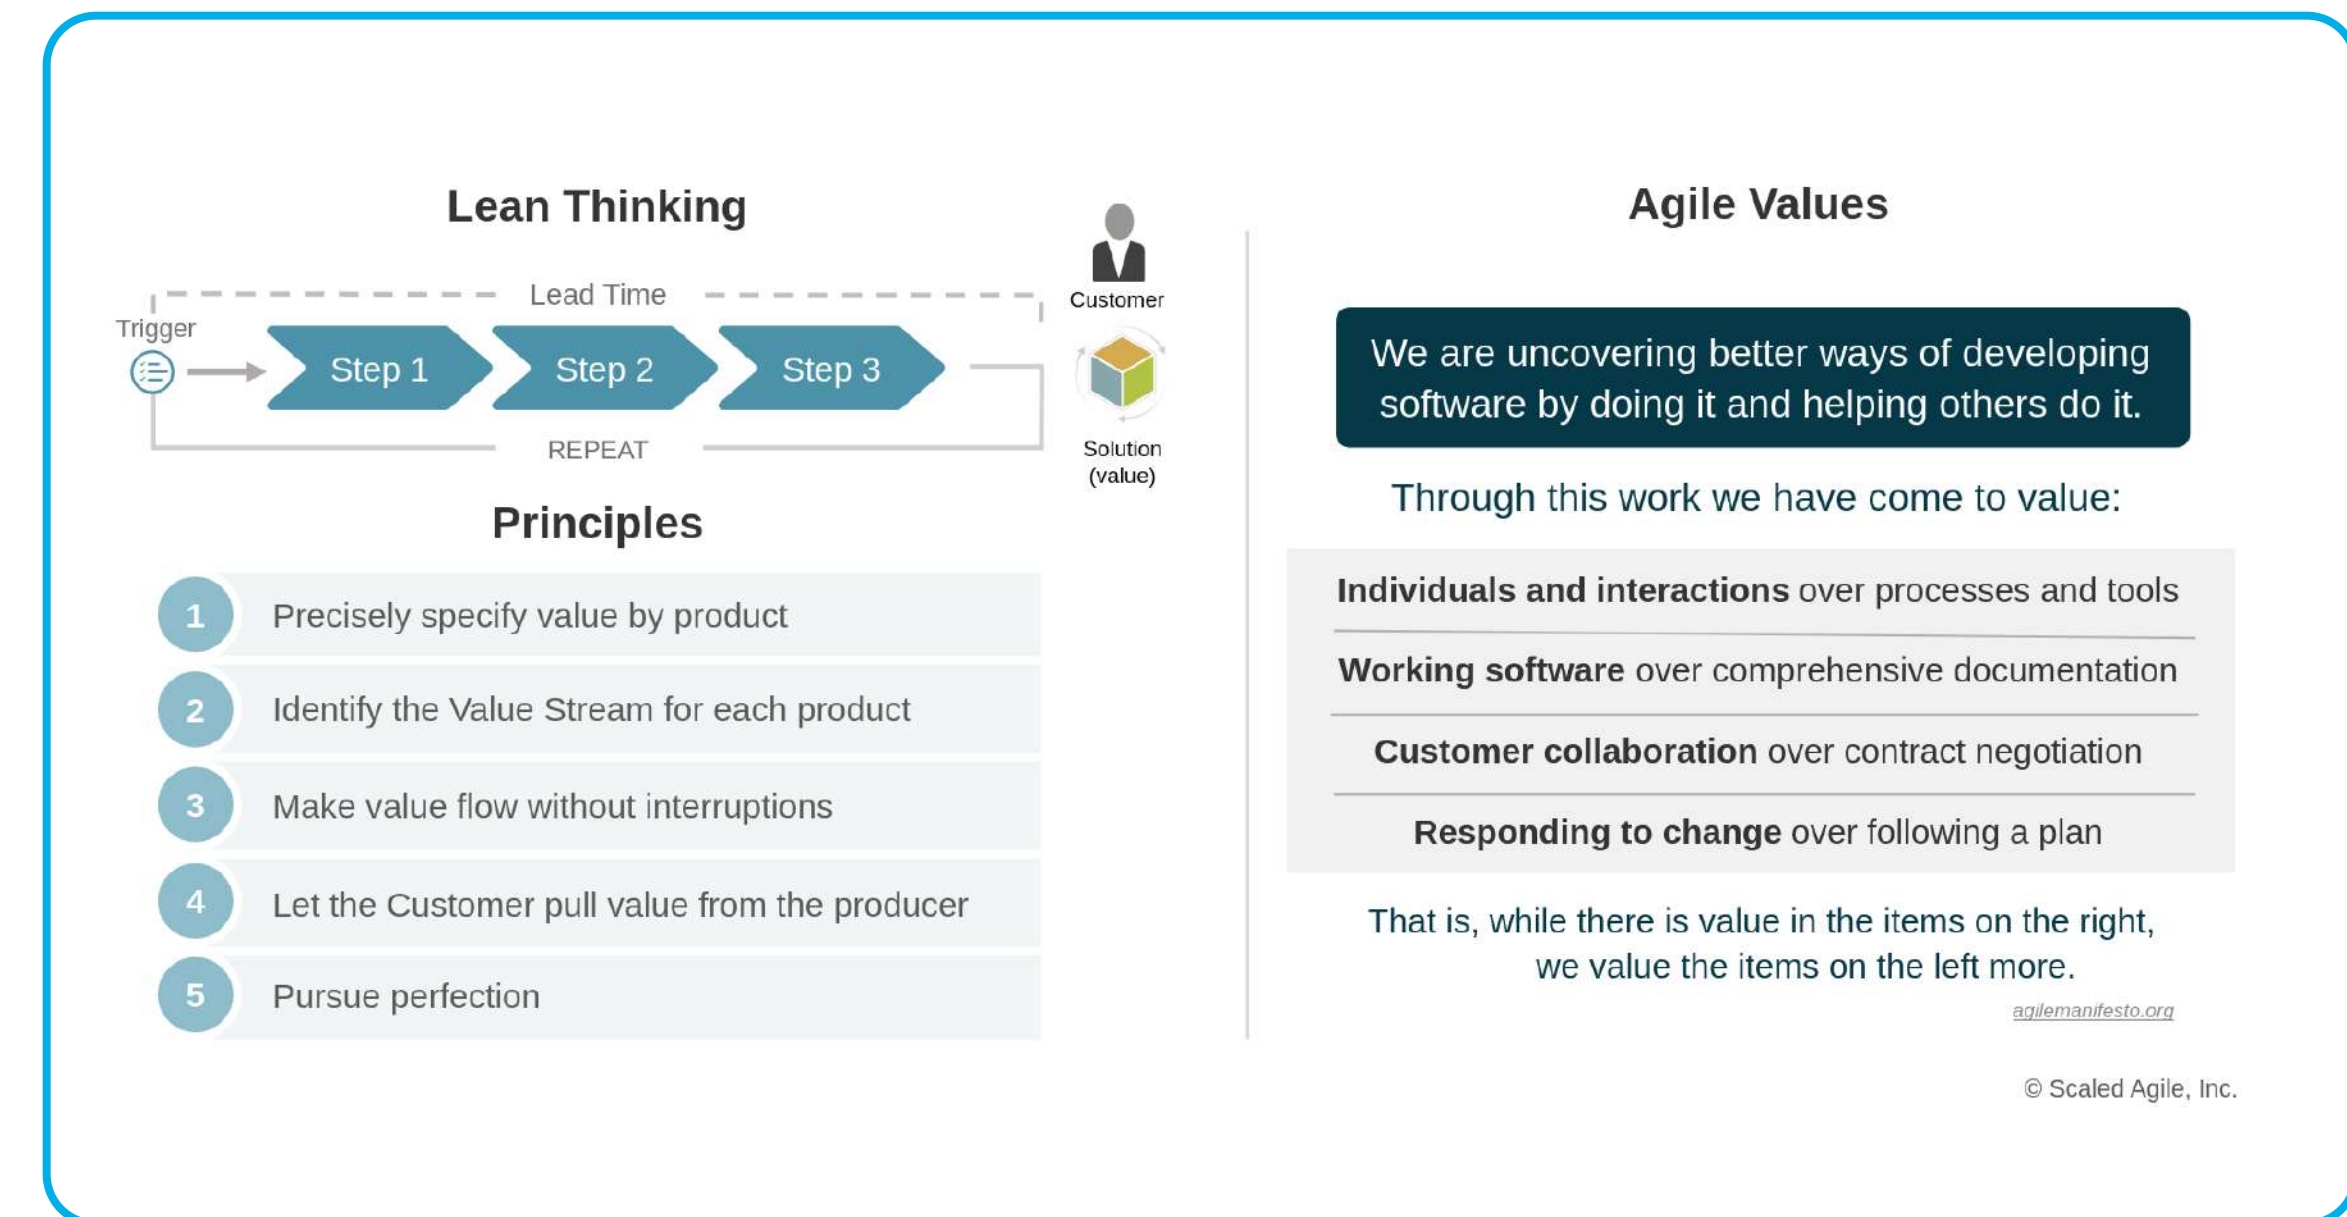 Lean Thinking
Lead Time
Trigger
Step 1
Step 2
Step 3
REPEAT
Customer
Solution
(value)
Principles
1 Precisely specify value by product
2 Identify the Value Stream for each product
3 Make value flow without interruptions
4 Let the Customer pull value from the producer
5 Pursue perfection
Agile Values
We are uncovering better ways of developing
software by doing it and helping others do it.
Through this work we have come to value:
Individuals and interactions over processes and tools
Working software over comprehensive documentation
Customer collaboration over contract negotiation
Responding to change over following a plan
That is, while there is value in the items on the right,
we value the items on the left more.
agilemanifesto.org
© Scaled Agile, Inc.